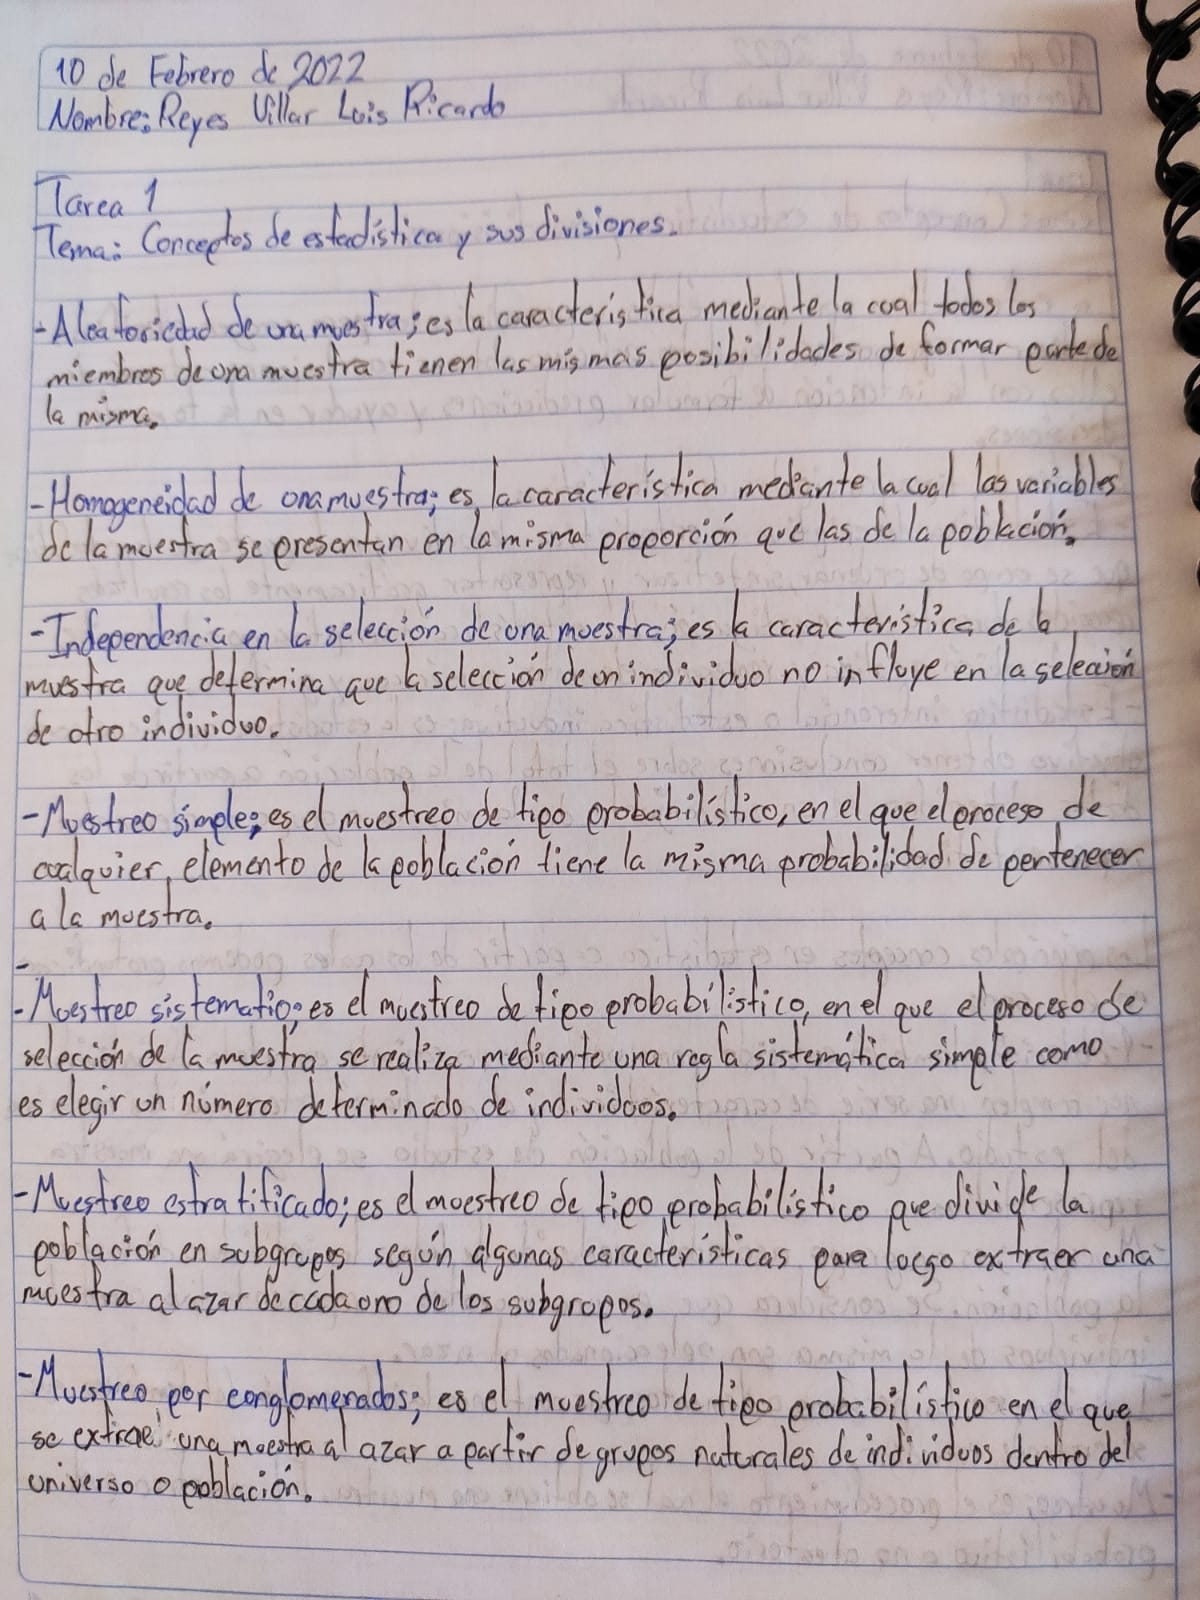 10 de Febrero de 2022
Nombre: Reyes Villar Luis Ricardo
Tarea 1
Tema: Conceptos de estadística y sus divisiones.
- Aleatoriedad de una muestra; es la característica mediante la cual todos los
miembros de una muestra tienen las mismas posibilidades de formar parte de
la misma.
- Homogeneidad de una muestra; es la característica mediante la cual las variables
de la muestra se presentan en la misma proporción que las de la población.
- Independencia en la selección de una muestra; es la característica de la
muestra que determina que la selección de un individuo no influye en la selección
de otro individuo.
- Muestreo simple; es el muestreo de tipo probabilístico, en el que el proceso de
cualquier elemento de la población tiene la misma probabilidad de pertenecer
a la muestra.
-
- Muestreo sistematio; es el muestreo de tipo probabilístico, en el que el proceso de
selección de la muestra se realiza mediante una regla sistemática simple como
es elegir un número determinado de individuos.
- Muestreo estratificado; es el muestreo de tipo probabilístico que divide la
población en subgrupos según algunas características para luego extraer una
muestra al azar de cada uno de los subgrupos.
- Muestreo por conglomerados; es el muestreo de tipo probabilístico en el que
se extrae una muestra al azar a partir de grupos naturales de individuos dentro del
universo o población.